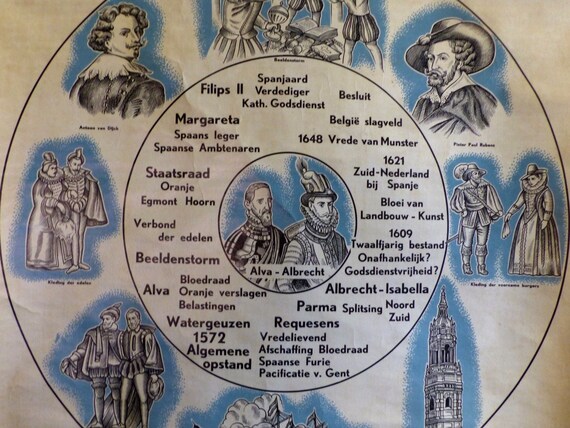 Beeldenstorm
Antoon van Dijck
Pieter Paul Rubens
Filips II
Spanjaard
Verdediger
Kath. Godsdienst
Besluit
Margareta
Spaans leger
Spaanse Ambtenaren
België slagveld
1648 Vrede van Munster
Staatsraad
Oranje
Egmont Hoorn
1621
Zuid-Nederland
bij Spanje
Bloei van
Landbouw - Kunst
Verbond
der edelen
1609
Twaalfjarig bestand
Onafhankelijk?
Godsdienstvrijheid?
Beeldenstorm
Alva - Albrecht
Alva
Bloedraad
Oranje verslagen
Belastingen
Albrecht-Isabella
Parma
Splitsing
Noord
Zuid
Watergeuzen
1572
Algemene
opstand
Requesens
Vredelievend
Afschaffing Bloedraad
Spaanse Furie
Pacificatie v. Gent
Kleding der edelen
Kleding der voorname burgers